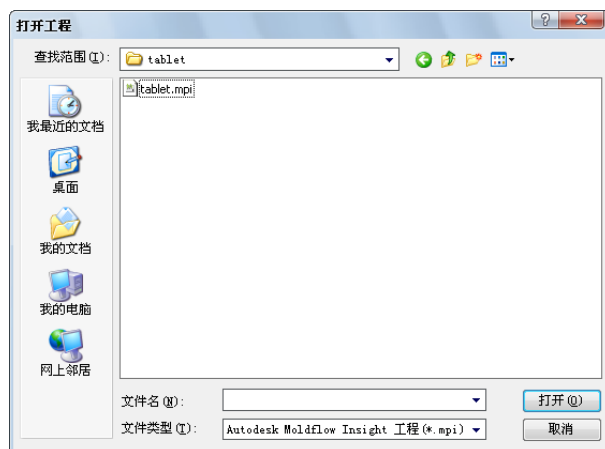 打开工程
查找范围(I):
tablet
tablet.mpi
我最近的文档
桌面
我的文档
我的电脑
网上邻居
文件名(N):
打开(O)
文件类型(T):
Autodesk Moldflow Insight 工程(*.mpi)
取消